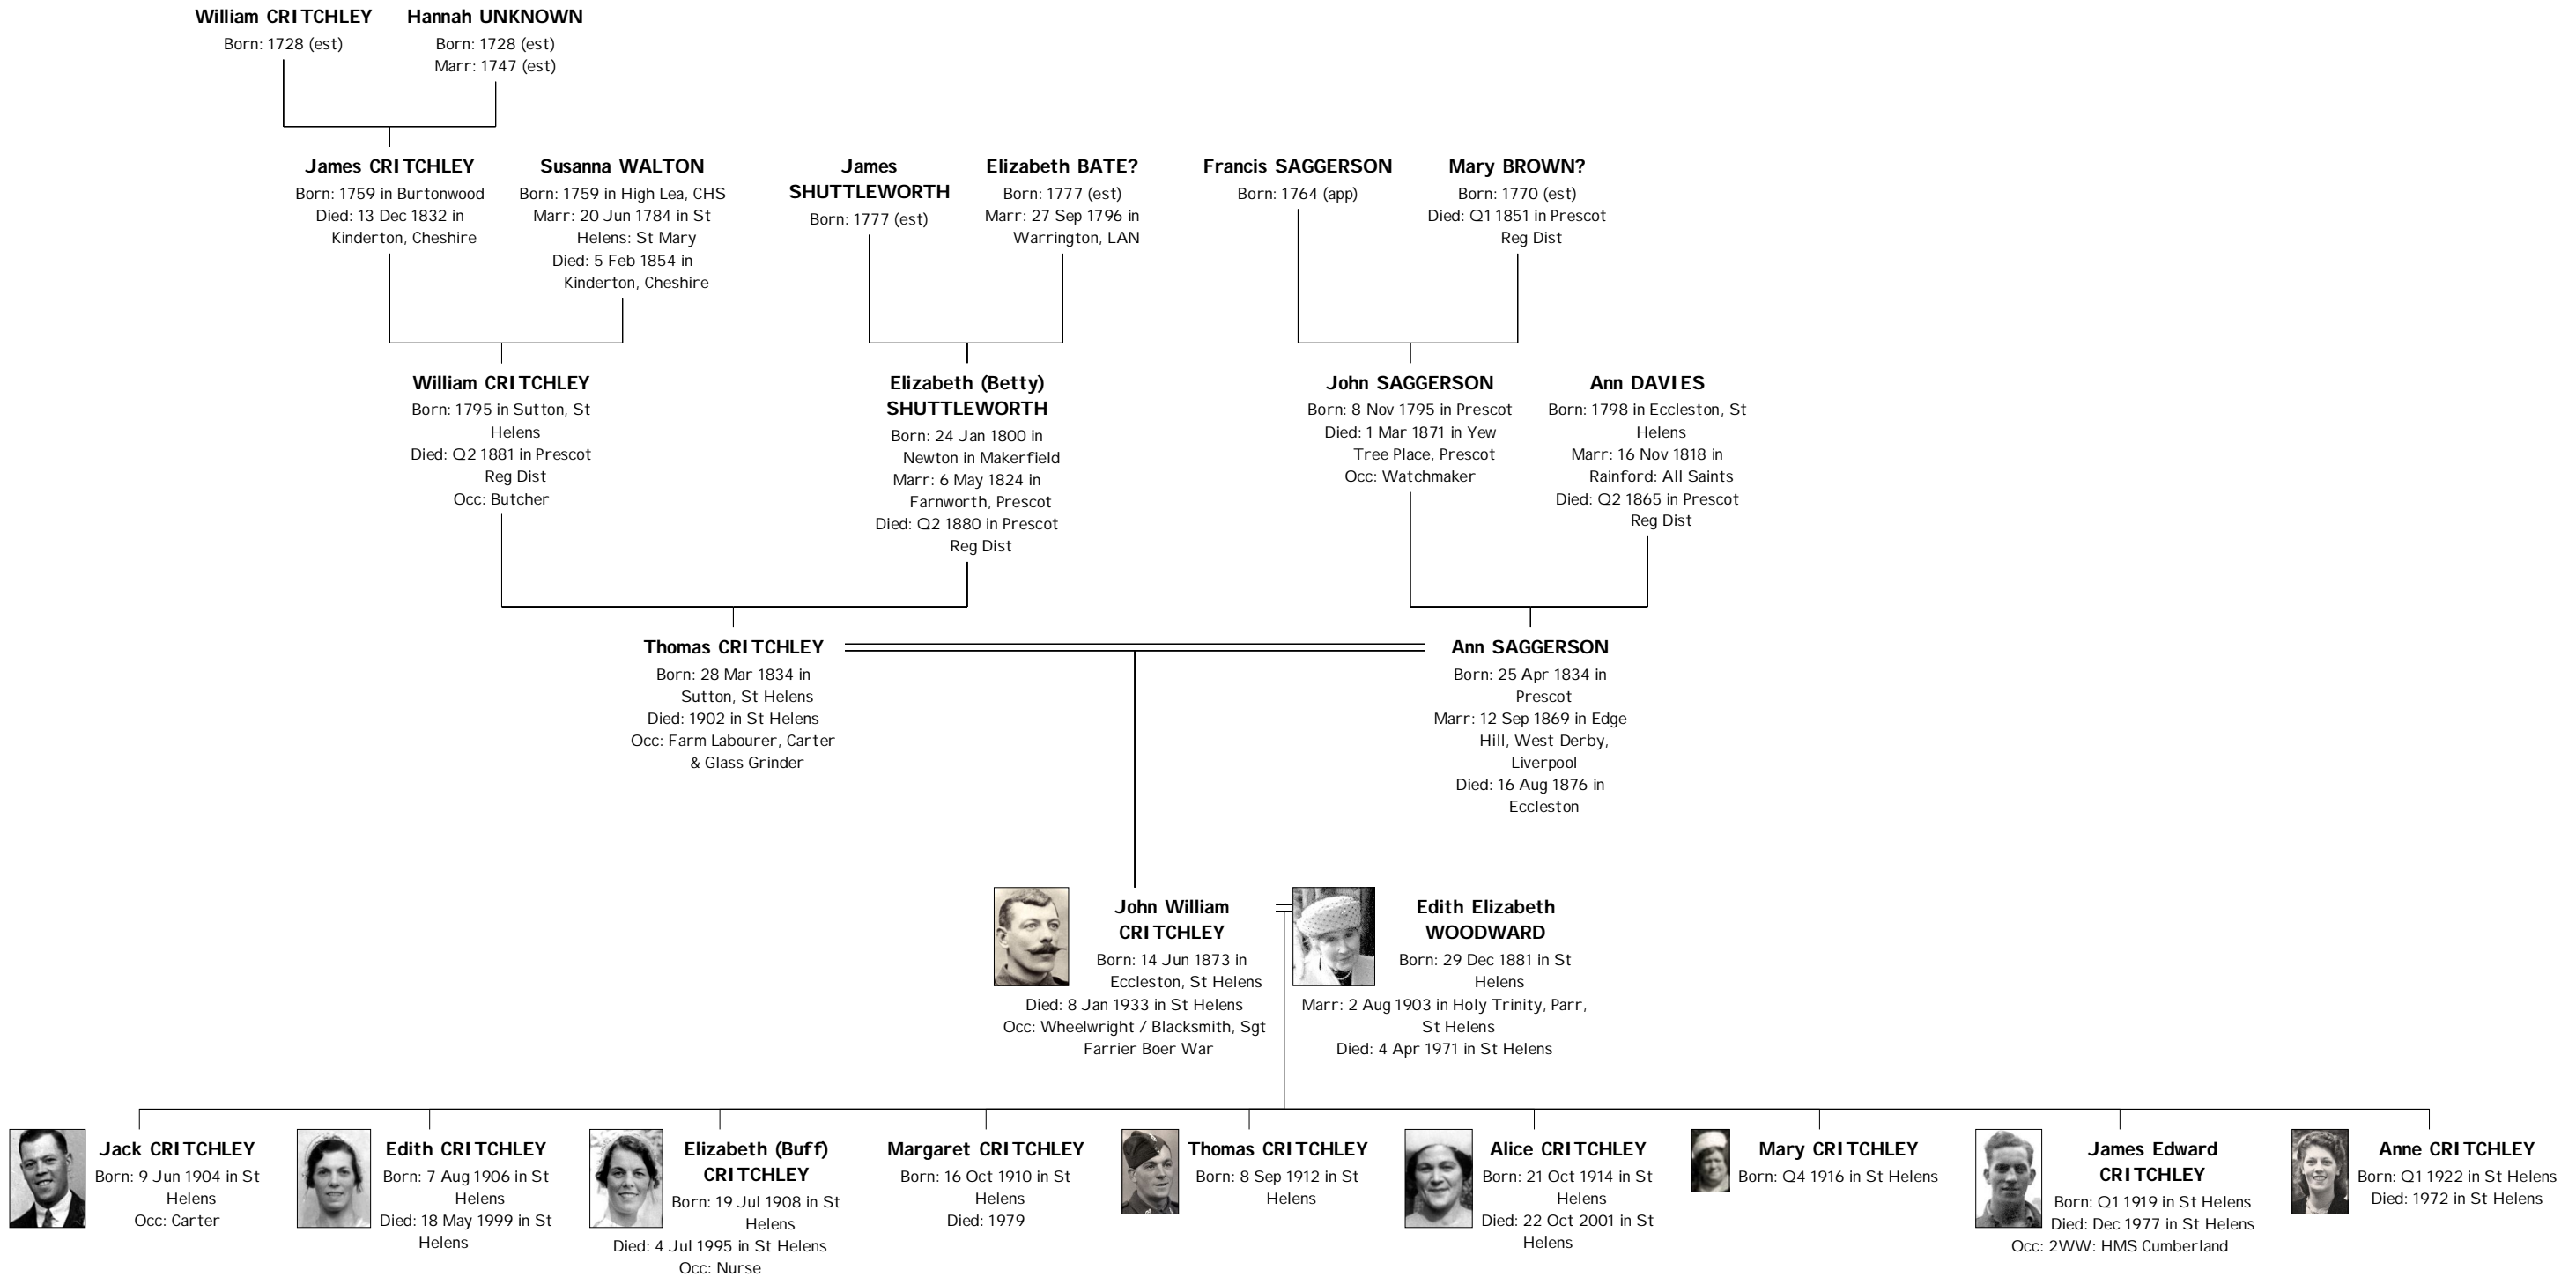 William CRITCHLEY
Born: 1728 (est)
Hannah UNKNOWN
Born: 1728 (est)
Marr: 1747 (est)
James CRITCHLEY
Born: 1759 in Burtonwood
Died: 13 Dec 1832 in
Kinderton, Cheshire
Susanna WALTON
Born: 1759 in High Lea, CHS
Marr: 20 Jun 1784 in St
Helens: St Mary
Died: 5 Feb 1854 in
Kinderton, Cheshire
James
SHUTTLEWORTH
Born: 1777 (est)
Elizabeth BATE?
Born: 1777 (est)
Marr: 27 Sep 1796 in
Warrington, LAN
Francis SAGGERSON
Born: 1764 (app)
Mary BROWN?
Born: 1770 (est)
Died: Q1 1851 in Prescot
Reg Dist
William CRITCHLEY
Born: 1795 in Sutton, St
Helens
Died: Q2 1881 in Prescot
Reg Dist
Occ: Butcher
Elizabeth (Betty)
SHUTTLEWORTH
Born: 24 Jan 1800 in
Newton in Makerfield
Marr: 6 May 1824 in
Farnworth, Prescot
Died: Q2 1880 in Prescot
Reg Dist
John SAGGERSON
Born: 8 Nov 1795 in Prescot
Died: 1 Mar 1871 in Yew
Tree Place, Prescot
Occ: Watchmaker
Ann DAVIES
Born: 1798 in Eccleston, St
Helens
Marr: 16 Nov 1818 in
Rainford: All Saints
Died: Q2 1865 in Prescot
Reg Dist
Thomas CRITCHLEY
Born: 28 Mar 1834 in
Sutton, St Helens
Died: 1902 in St Helens
Occ: Farm Labourer, Carter
& Glass Grinder
Ann SAGGERSON
Born: 25 Apr 1834 in
Prescot
Marr: 12 Sep 1869 in Edge
Hill, West Derby,
Liverpool
Died: 16 Aug 1876 in
Eccleston
John William
CRITCHLEY
Born: 14 Jun 1873 in
Eccleston, St Helens
Died: 8 Jan 1933 in St Helens
Occ: Wheelwright / Blacksmith, Sgt
Farrier Boer War
Edith Elizabeth
WOODWARD
Born: 29 Dec 1881 in St
Helens
Marr: 2 Aug 1903 in Holy Trinity, Parr,
St Helens
Died: 4 Apr 1971 in St Helens
Jack CRITCHLEY
Born: 9 Jun 1904 in St
Helens
Occ: Carter
Edith CRITCHLEY
Born: 7 Aug 1906 in St
Helens
Died: 18 May 1999 in St
Helens
Elizabeth (Buff)
CRITCHLEY
Born: 19 Jul 1908 in St
Helens
Died: 4 Jul 1995 in St Helens
Occ: Nurse
Margaret CRITCHLEY
Born: 16 Oct 1910 in St
Helens
Died: 1979
Thomas CRITCHLEY
Born: 8 Sep 1912 in St
Helens
Alice CRITCHLEY
Born: 21 Oct 1914 in St
Helens
Died: 22 Oct 2001 in St
Helens
Mary CRITCHLEY
Born: Q4 1916 in St Helens
James Edward
CRITCHLEY
Born: Q1 1919 in St Helens
Died: Dec 1977 in St Helens
Occ: 2WW: HMS Cumberland
Anne CRITCHLEY
Born: Q1 1922 in St Helens
Died: 1972 in St Helens